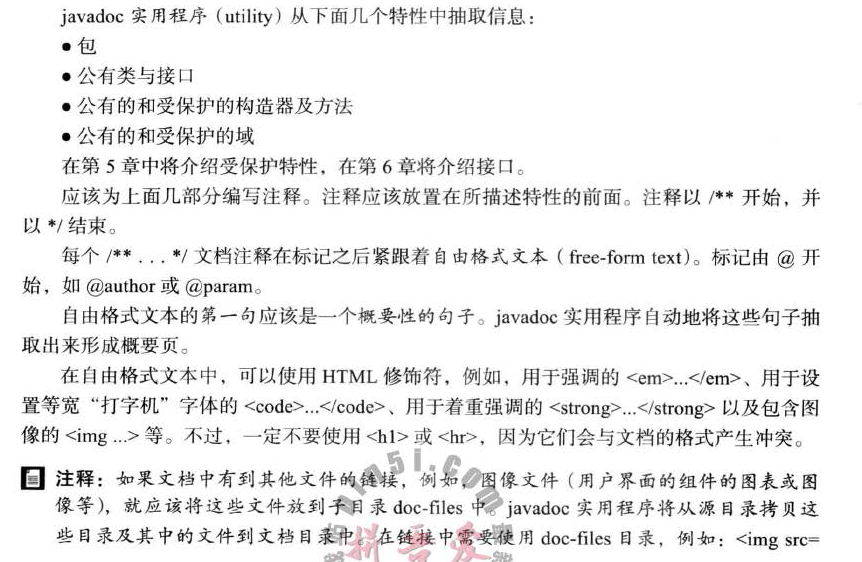 javadoc 实用程序（utility）从下面几个特性中抽取信息：
● 包
● 公有类与接口
● 公有的和受保护的构造器及方法
● 公有的和受保护的域
在第 5 章中将介绍受保护特性，在第 6 章将介绍接口。
应该为上面几部分编写注释。注释应该放置在所描述特性的前面。注释以 /** 开始，并
以 */ 结束。
每个 /** . . . */ 文档注释在标记之后紧跟着自由格式文本（free-form text）。标记由 @ 开
始，如 @author 或 @param。
自由格式文本的第一句应该是一个概要性的句子。javadoc 实用程序自动地将这些句子抽
取出来形成概要页。
在自由格式文本中，可以使用 HTML 修饰符，例如，用于强调的 <em>...</em>、用于设
置等宽“打字机”字体的 <code>...</code>、用于着重强调的 <strong>...</strong> 以及包含图
像的 <img ...> 等。不过，一定不要使用 <h1> 或 <hr>，因为它们会与文档的格式产生冲突。
注释：如果文档中有到其他文件的链接，例如，图像文件（用户界面的组件的图表或图
像等），就应该将这些文件放到子目录 doc-files 中。javadoc 实用程序将从源目录拷贝这
些目录及其中的文件到文档目录中。在链接中需要使用 doc-files 目录，例如：<img src=